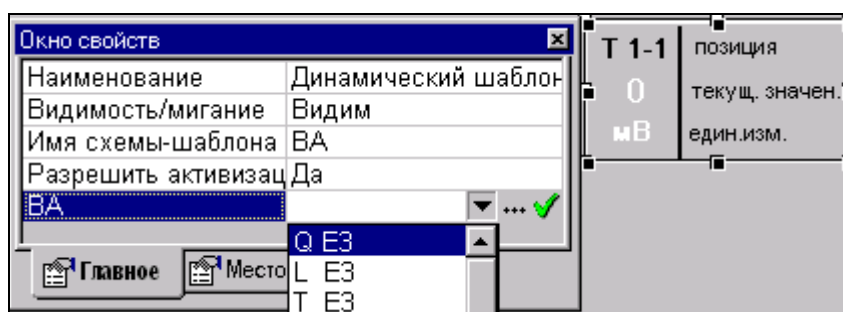 Окно свойств
Наименование Динамический шаблон
Видимость/мигание Видим
Имя схемы-шаблона ВА
Разрешить активизац Да
ВА
Q E3
L E3
T E3
Главное Место
T 1-1 позиция
0 текущ. значен.
мВ един.изм.